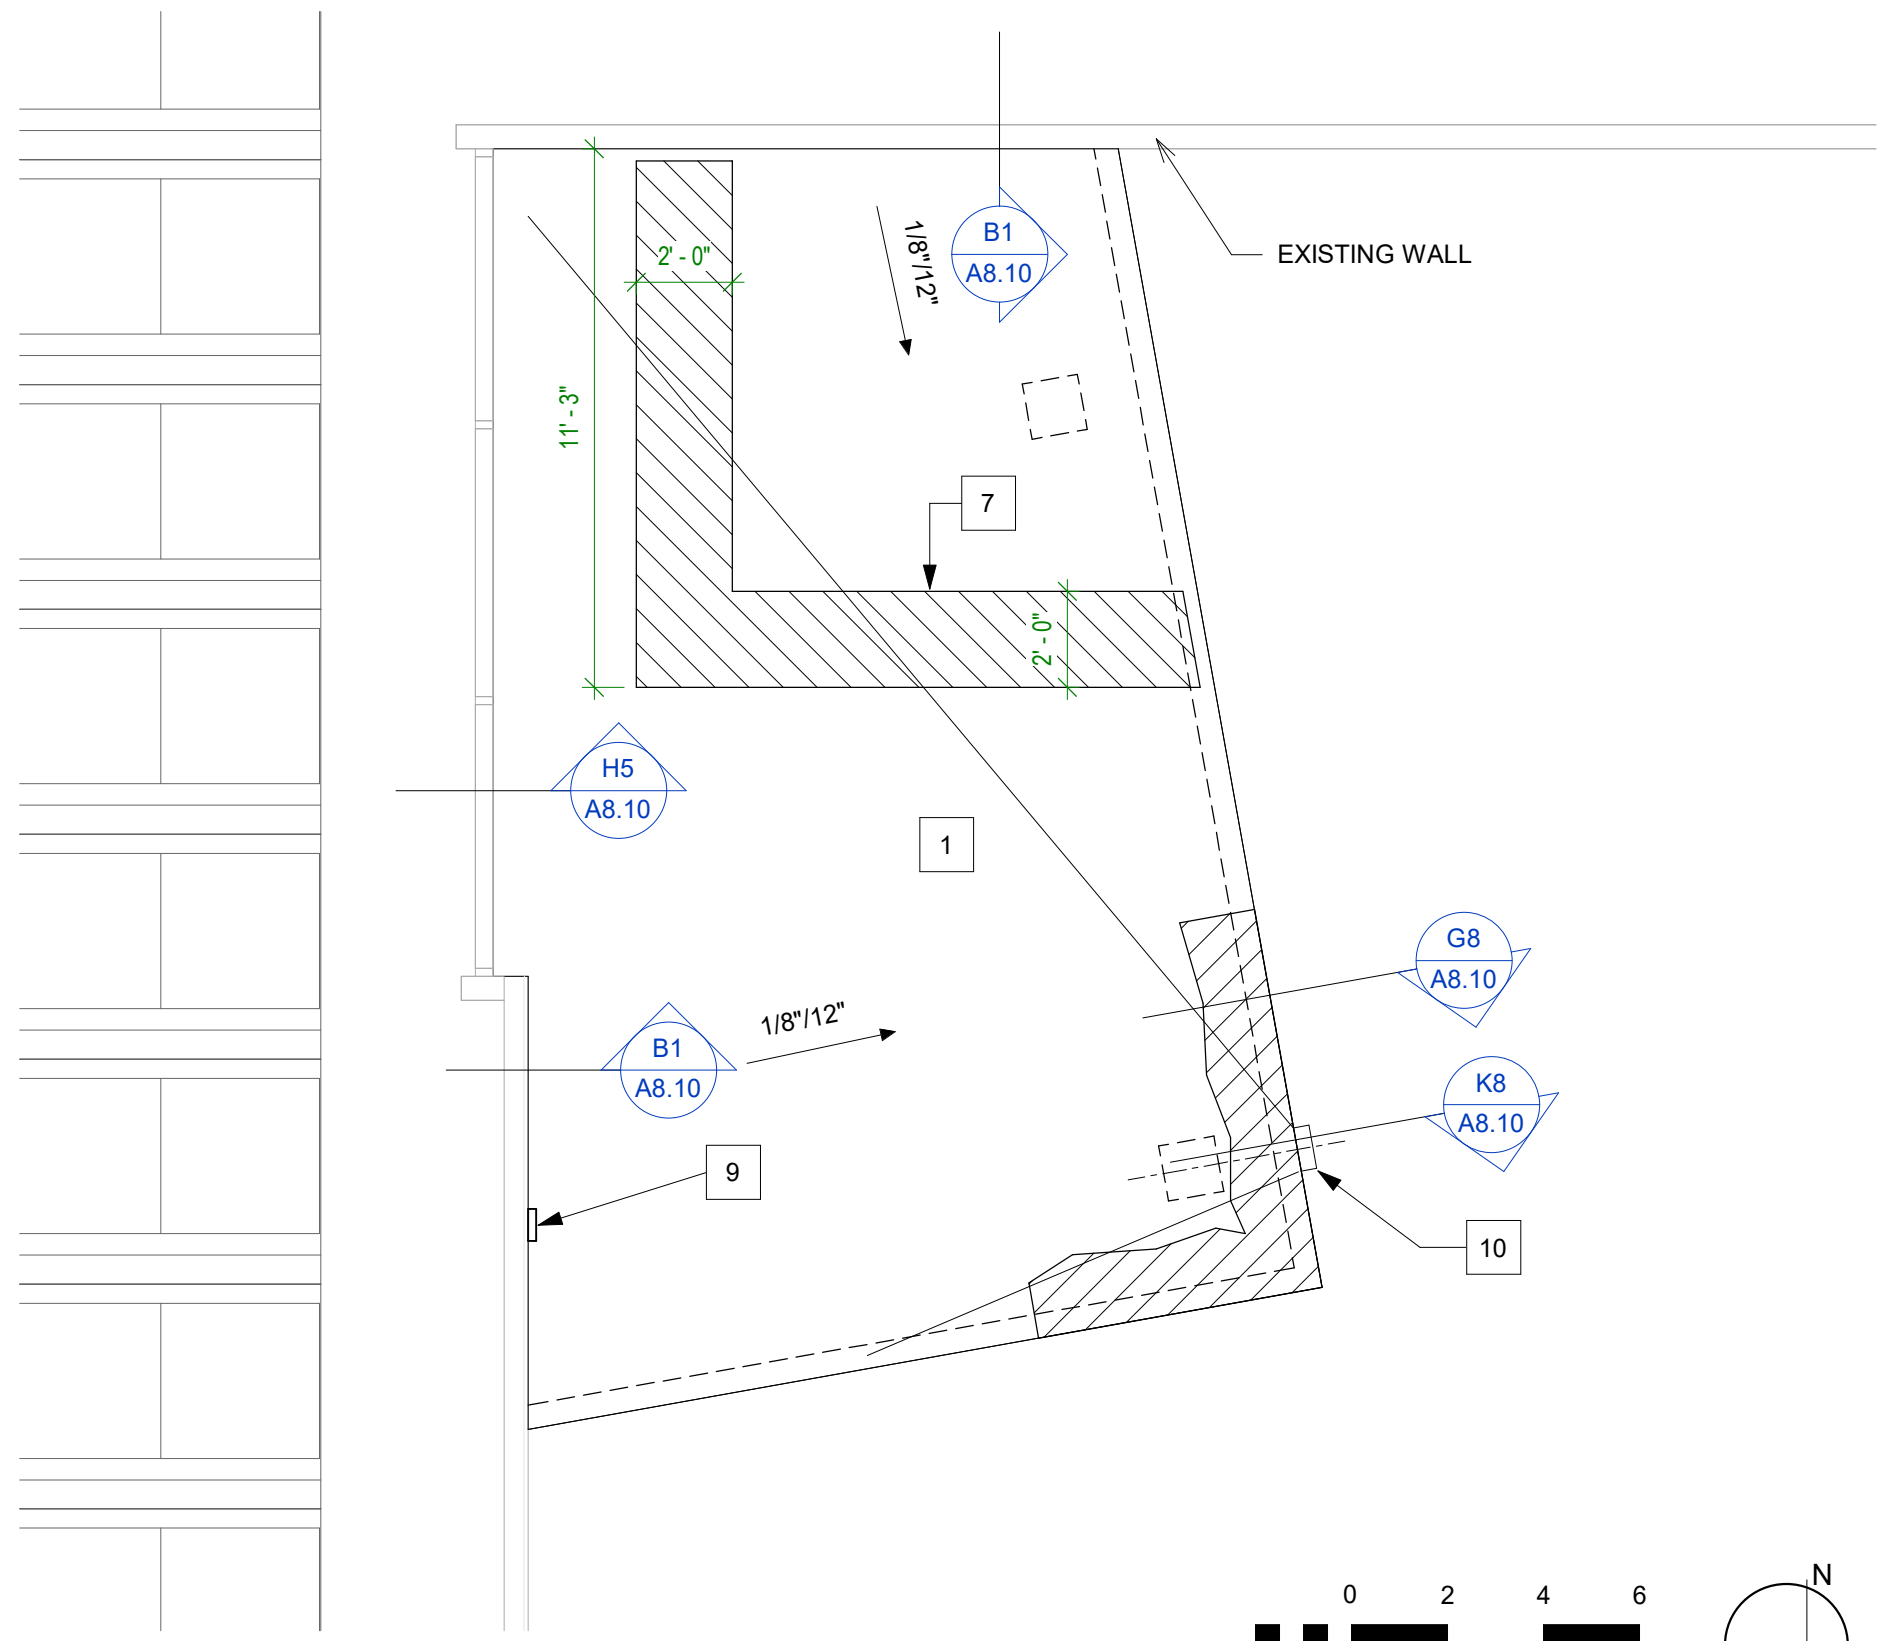 B1
A8.10
1/8"/12"
EXISTING WALL
2' - 0"
11' - 3"
7
2' - 0"
H5
A8.10
1
G8
A8.10
1/8"/12"
B1
A8.10
K8
A8.10
9
10
N
0 2 4 6